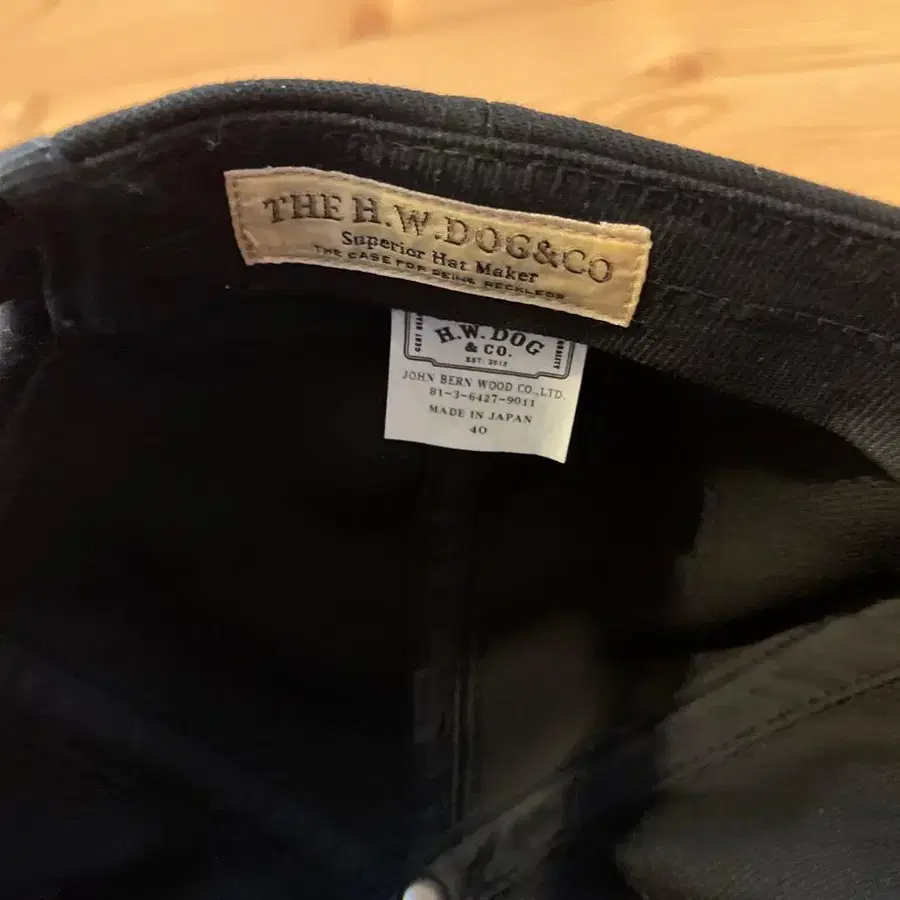 THE H.W.DOG&CO
Superior Hat Maker
THE CASE FOR BEING RECKLESS
H.W. DOG
& CO.
EST: 2012
JOHN BERN WOOD CO.,LTD.
81-3-6427-9011
MADE IN JAPAN
40